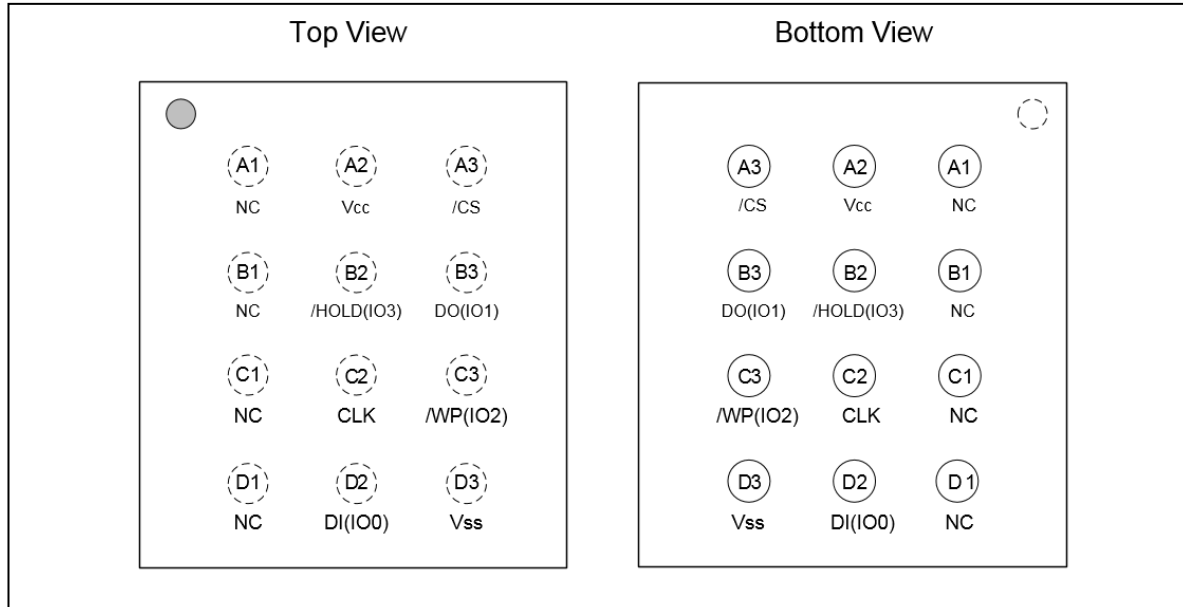 Top View Bottom View
A1 A2 A3 A3 A2 A1
NC Vcc /CS /CS Vcc NC
B1 B2 B3 B3 B2 B1
NC /HOLD(IO3) DO(IO1) DO(IO1) /HOLD(IO3) NC
C1 C2 C3 C3 C2 C1
NC CLK /WP(IO2) /WP(IO2) CLK NC
D1 D2 D3 D3 D2 D1
NC DI(IO0) Vss Vss DI(IO0) NC